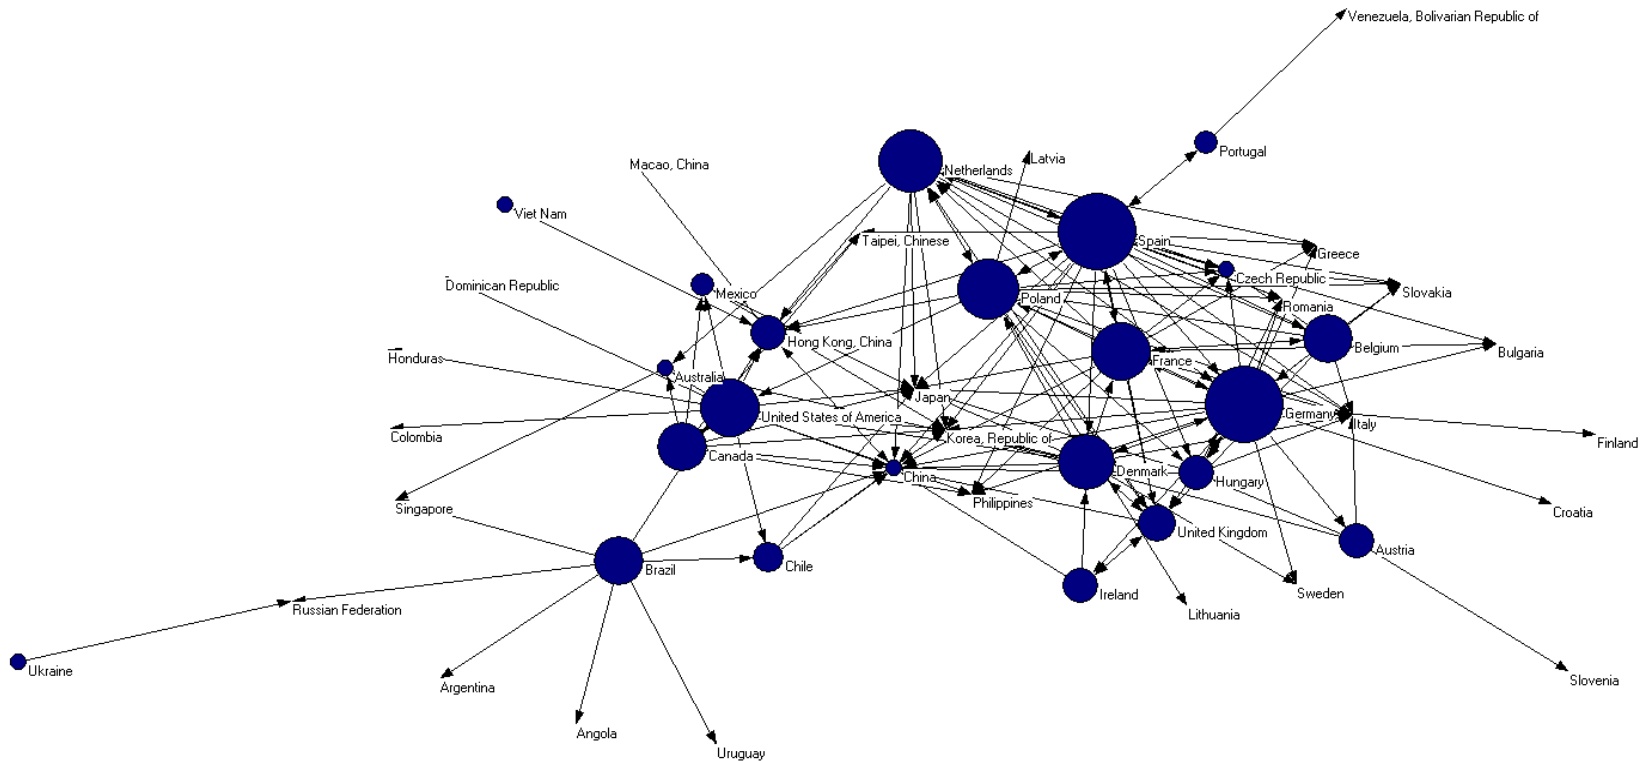 Venezuela, Bolivarian Republic of
Portugal
Latvia
Macao, China
Netherlands
Viet Nam
Taipei, Chinese
Spain
Greece
Czech Republic
Dominican Republic
Mexico
Poland
Slovakia
Romania
Hong Kong, China
Belgium
Bulgaria
Honduras
France
Australia
Japan
United States of America
Germany
Italy
Colombia
Korea, Republic of
Finland
Canada
Denmark
China
Hungary
Philippines
Singapore
Croatia
United Kingdom
Austria
Chile
Brazil
Ireland
Sweden
Russian Federation
Lithuania
Ukraine
Slovenia
Argentina
Angola
Uruguay